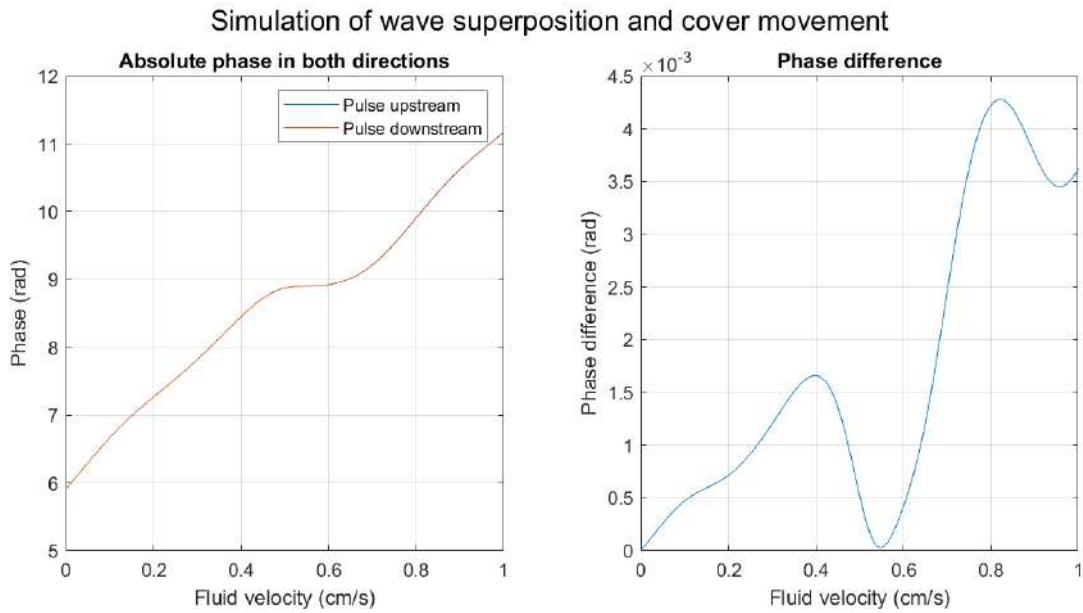 Simulation of wave superposition and cover movement
Absolute phase in both directions
12
11
10
9
8
7
6
5
Phase (rad)
Pulse upstream
Pulse downstream
0 0.2 0.4 0.6 0.8 1
Fluid velocity (cm/s)
Phase difference
4.5 ×10⁻³
4
3.5
3
2.5
2
1.5
1
0.5
0
Phase difference (rad)
0 0.2 0.4 0.6 0.8 1
Fluid velocity (cm/s)